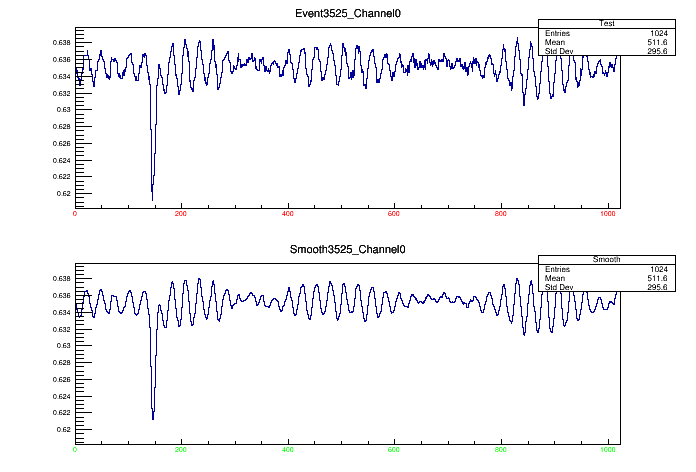 Event3525_Channel0
Test
Entries 1024
Mean 511.6
Std Dev 295.6
0.638
0.636
0.634
0.632
0.63
0.628
0.626
0.624
0.622
0.62
0 200 400 600 800 1000
Smooth3525_Channel0
Smooth
Entries 1024
Mean 511.6
Std Dev 295.6
0.638
0.636
0.634
0.632
0.63
0.628
0.626
0.624
0.622
0.62
0 200 400 600 800 1000